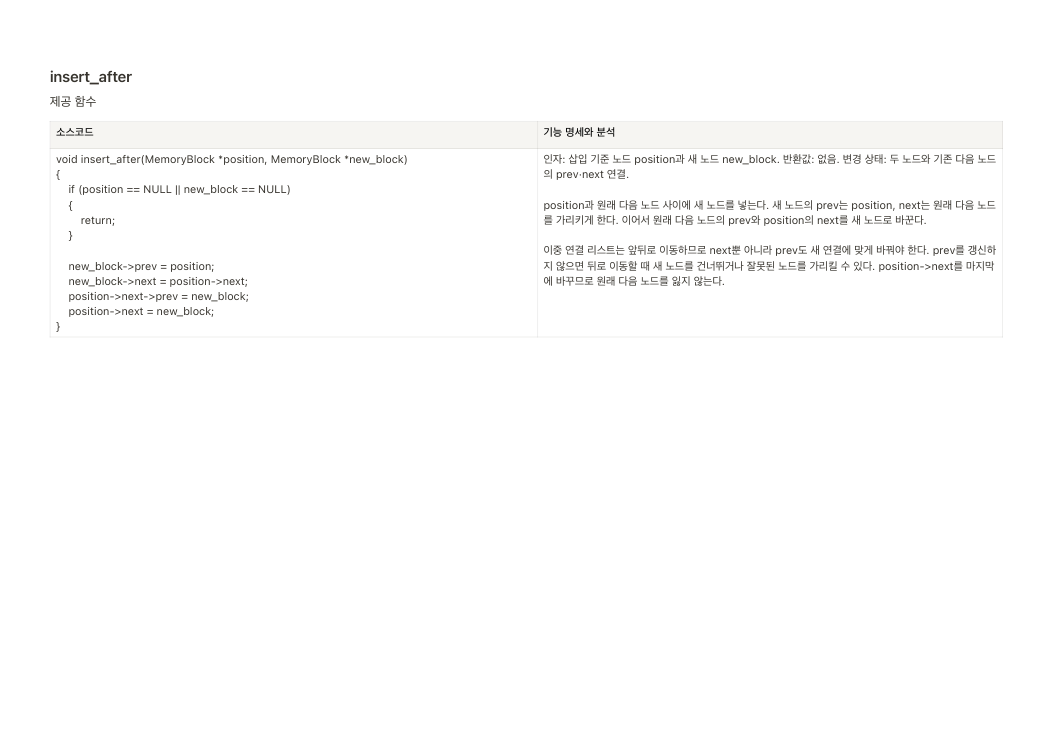 insert_after
제공 함수
소스코드
기능 명세와 분석
void insert_after(MemoryBlock *position, MemoryBlock *new_block)
{
    if (position == NULL || new_block == NULL)
    {
        return;
    }

    new_block->prev = position;
    new_block->next = position->next;
    position->next->prev = new_block;
    position->next = new_block;
}
인자: 삽입 기준 노드 position과 새 노드 new_block. 반환값: 없음. 변경 상태: 두 노드와 기존 다음 노드
의 prev·next 연결.

position과 원래 다음 노드 사이에 새 노드를 넣는다. 새 노드의 prev는 position, next는 원래 다음 노드
를 가리키게 한다. 이어서 원래 다음 노드의 prev와 position의 next를 새 노드로 바꾼다.

이중 연결 리스트는 앞뒤로 이동하므로 next뿐 아니라 prev도 새 연결에 맞게 바꿔야 한다. prev를 갱신하
지 않으면 뒤로 이동할 때 새 노드를 건너뛰거나 잘못된 노드를 가리킬 수 있다. position->next를 마지막
에 바꾸므로 원래 다음 노드를 잃지 않는다.